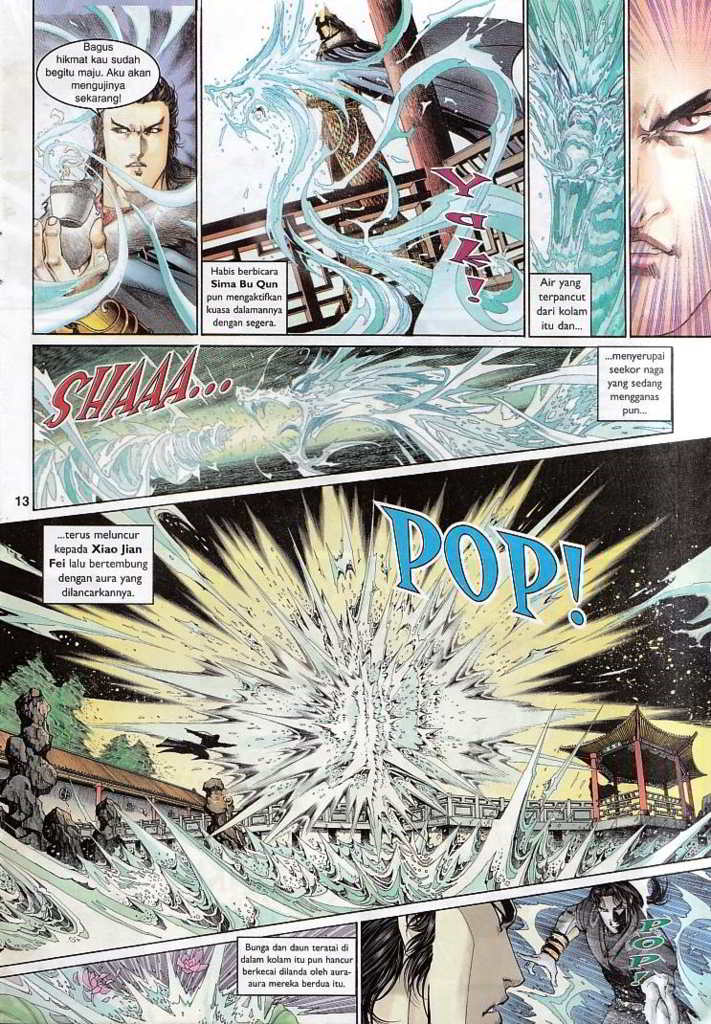 Bagus
hikmat kau sudah
begitu maju. Aku akan
mengujinya
sekarang!
Habis berbicara
Sima Bu Qun
pun mengaktifkan
kuasa dalamannya
dengan segera.
YAK!
Air yang
terpancut
dari kolam
itu dan...
SHAAA...
...menyerupai
seekor naga
yang sedang
mengganas
pun...
13
...terus meluncur
kepada Xiao Jian
Fei lalu bertembung
dengan aura yang
dilancarkannya.
POP!
Bunga dan daun teratai di
dalam kolam itu pun hancur
berkecai dilanda oleh aura-
aura mereka berdua itu.
POP!